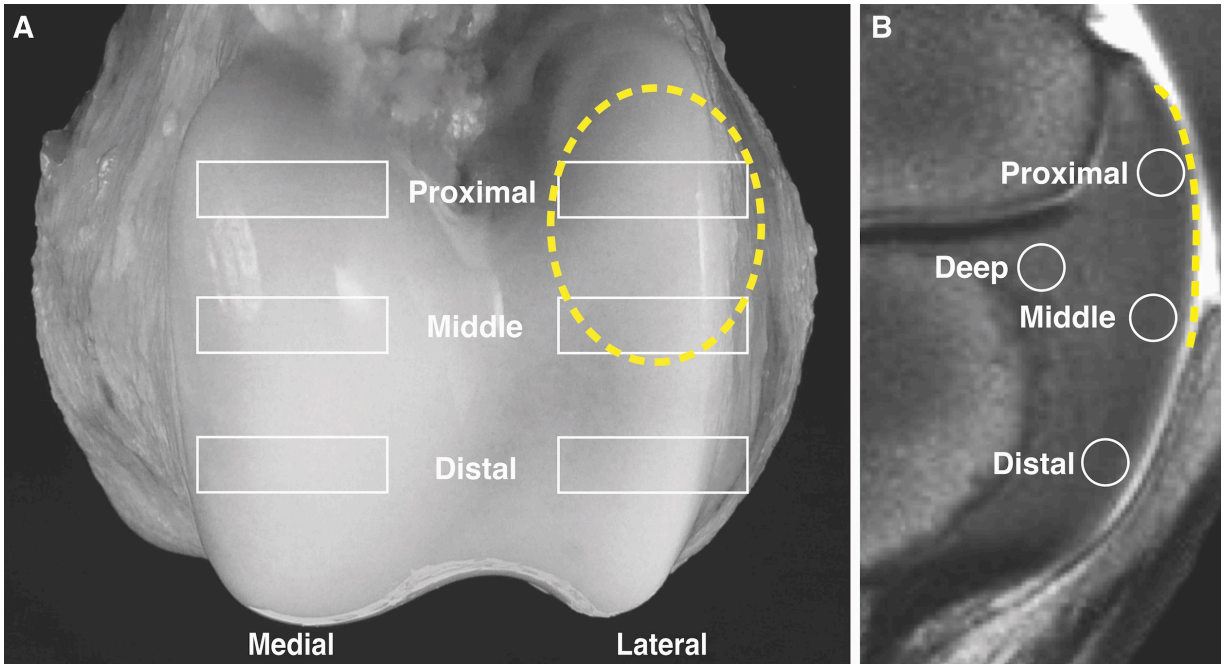 A
B
Proximal
Proximal
Deep
Middle
Middle
Distal
Distal
Medial
Lateral